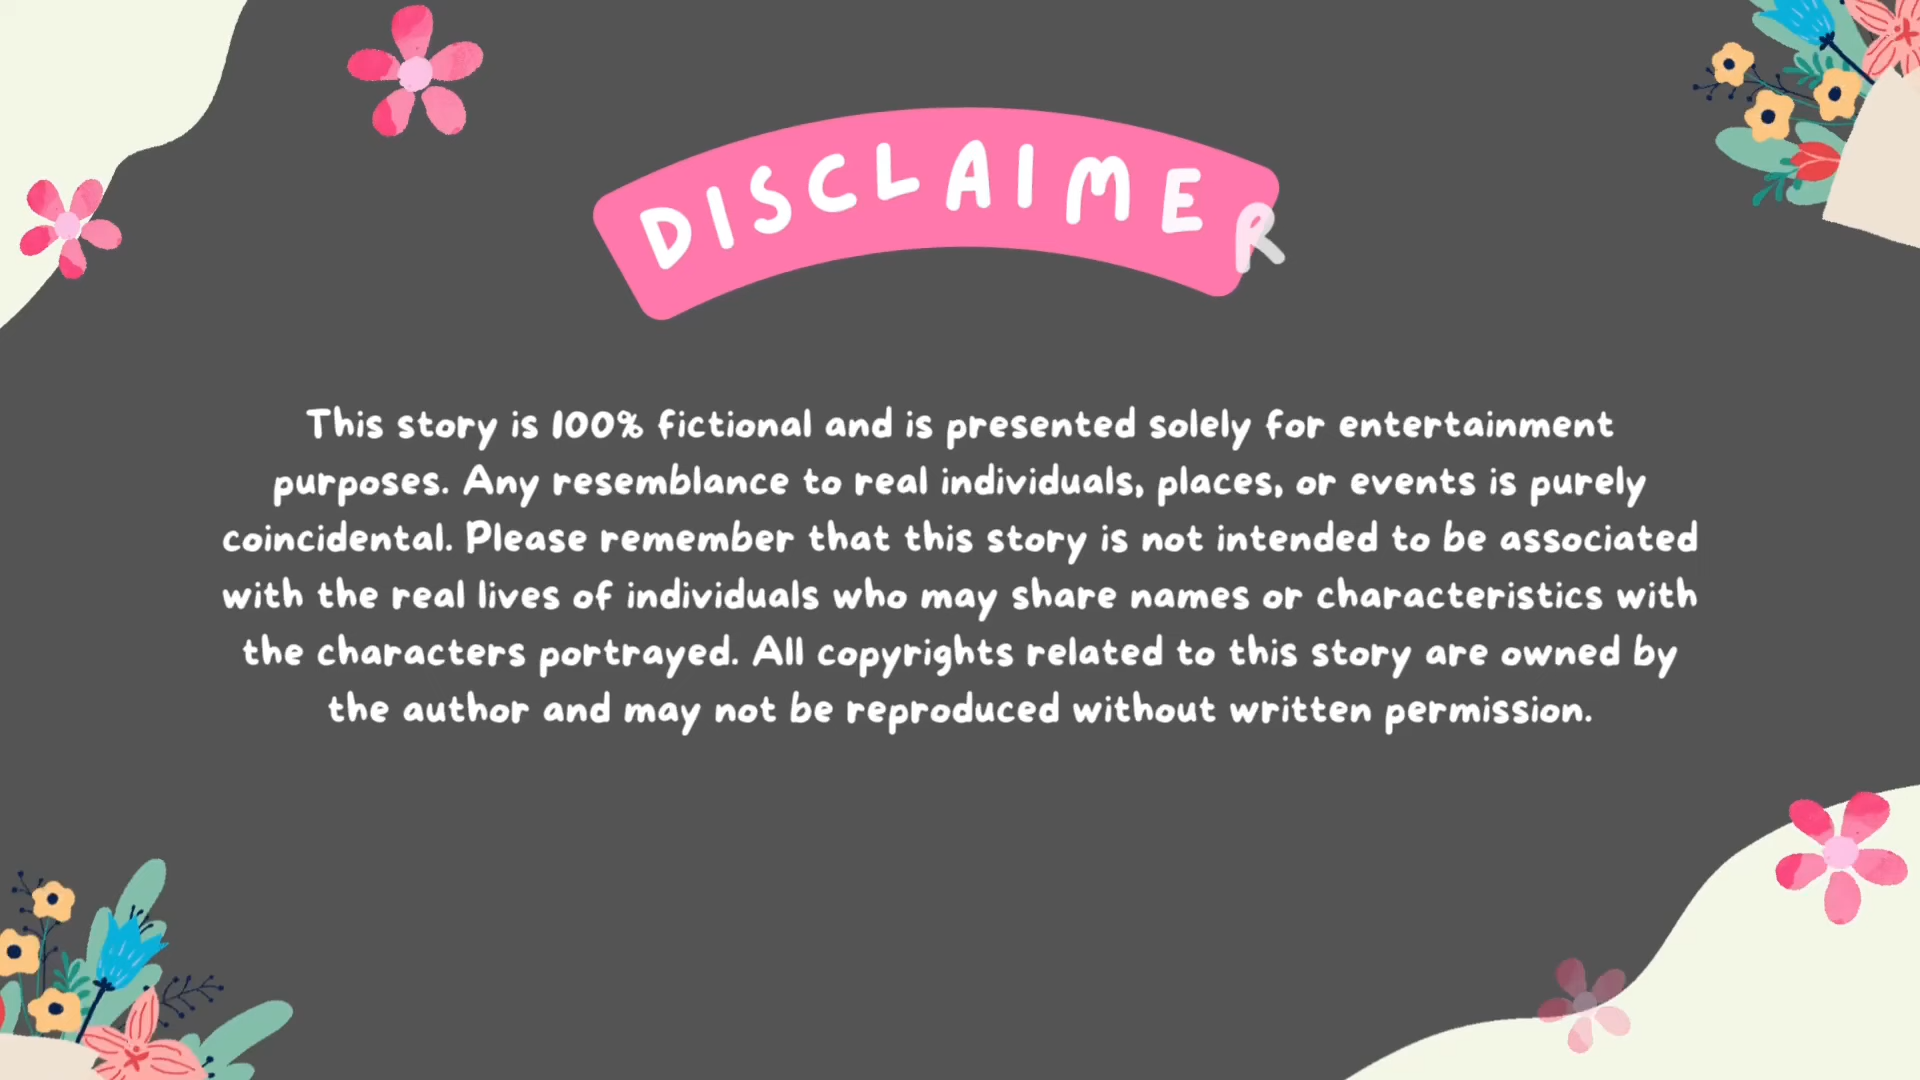 DISCLAIMER
This story is 100% fictional and is presented solely for entertainment
purposes. Any resemblance to real individuals, places, or events is purely
coincidental. Please remember that this story is not intended to be associated
with the real lives of individuals who may share names or characteristics with
the characters portrayed. All copyrights related to this story are owned by
the author and may not be reproduced without written permission.